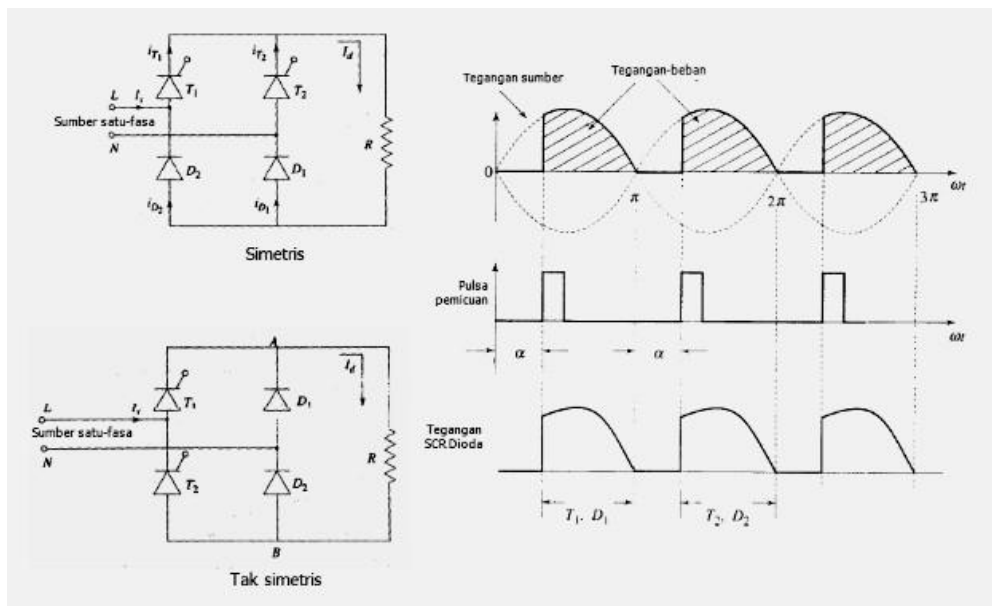 i_T1
i_T2
I_d
T1
T2
L
I_s
Sumber satu-fasa
N
R
D2
D1
i_D2
i_D1
Simetris
A
I_d
T1
D1
L
I_s
Sumber satu-fasa
N
R
T2
D2
B
Tak simetris
Tegangan sumber
Tegangan-beban
0
π
2π
3π
ωt
Pulsa
pemicuan
ωt
α
α
Tegangan
SCR Dioda
T1, D1
T2, D2